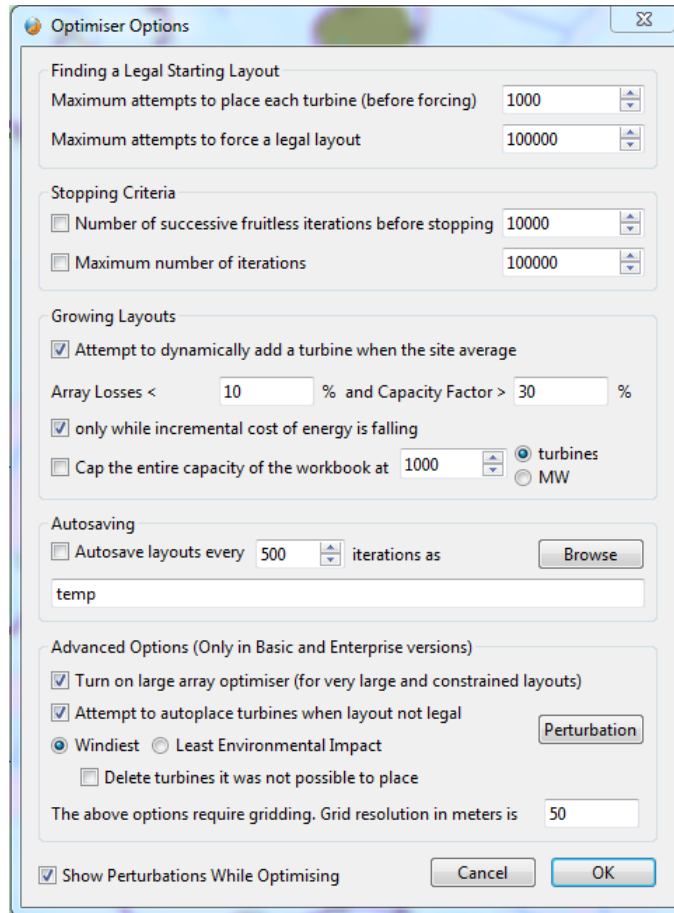 Optimiser Options
Finding a Legal Starting Layout
Maximum attempts to place each turbine (before forcing) 1000
Maximum attempts to force a legal layout 100000
Stopping Criteria
Number of successive fruitless iterations before stopping 10000
Maximum number of iterations 100000
Growing Layouts
Attempt to dynamically add a turbine when the site average
Array Losses < 10 % and Capacity Factor > 30 %
only while incremental cost of energy is falling
Cap the entire capacity of the workbook at 1000 turbines
MW
Autosaving
Autosave layouts every 500 iterations as Browse
temp
Advanced Options (Only in Basic and Enterprise versions)
Turn on large array optimiser (for very large and constrained layouts)
Attempt to autoplace turbines when layout not legal
Perturbation
Windiest Least Environmental Impact
Delete turbines it was not possible to place
The above options require gridding. Grid resolution in meters is 50
Show Perturbations While Optimising Cancel OK